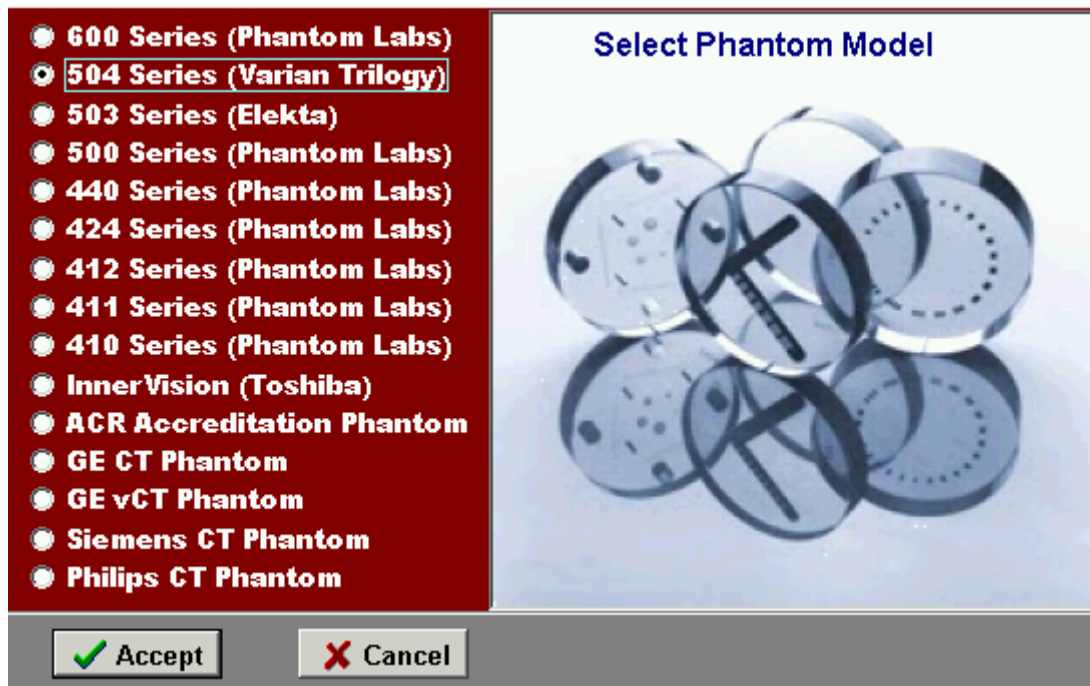 600 Series (Phantom Labs)
504 Series (Varian Trilogy)
503 Series (Elekta)
500 Series (Phantom Labs)
440 Series (Phantom Labs)
424 Series (Phantom Labs)
412 Series (Phantom Labs)
411 Series (Phantom Labs)
410 Series (Phantom Labs)
InnerVision (Toshiba)
ACR Accreditation Phantom
GE CT Phantom
GE vCT Phantom
Siemens CT Phantom
Philips CT Phantom
Select Phantom Model
Accept
Cancel